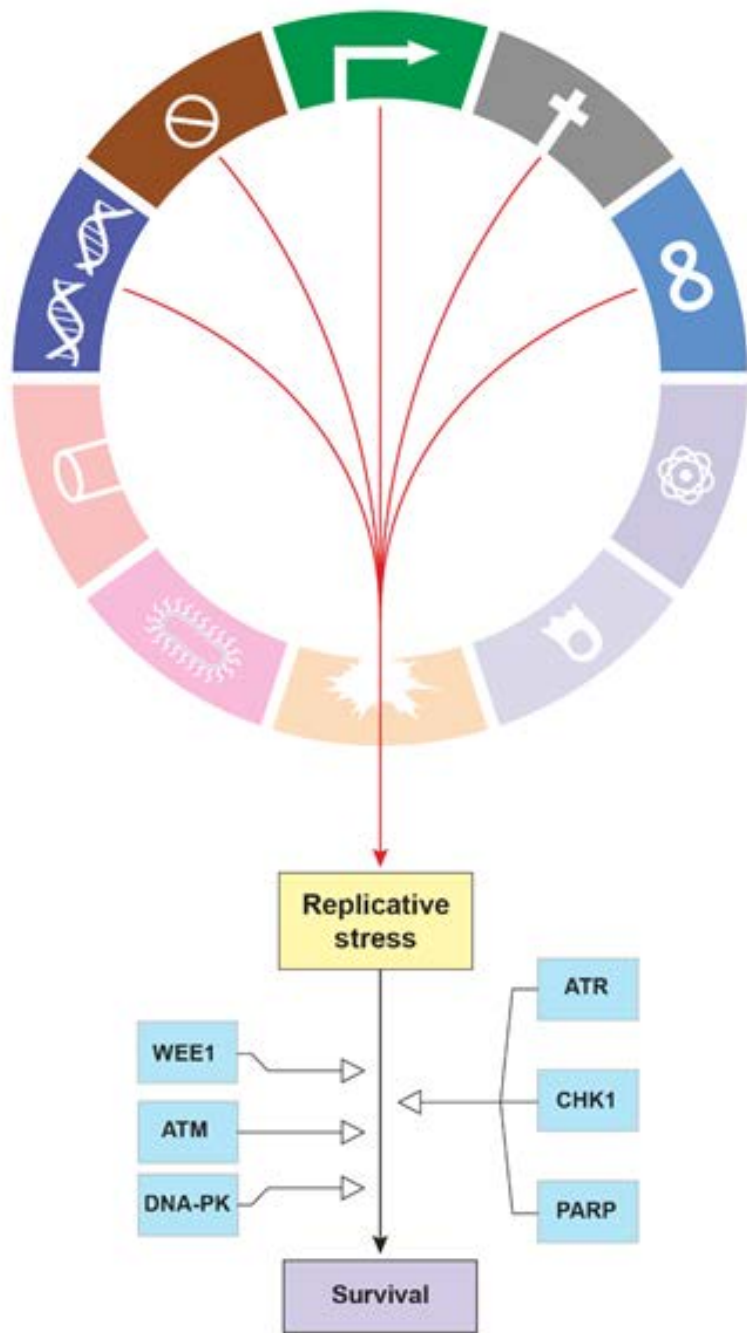 Replicative
stress
ATR
WEE1
CHK1
ATM
DNA-PK
PARP
Survival